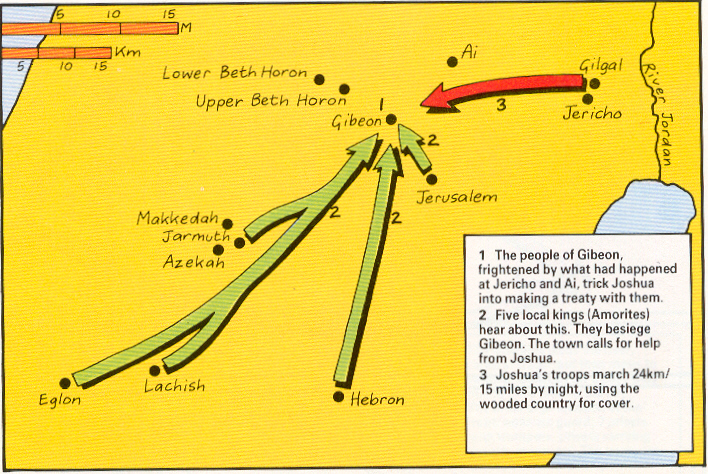 5 10 15
M
Km
5 10 15
Ai
Lower Beth Horon
Gilgal
Upper Beth Horon
1
3
Jericho
River Jordan
Gibeon
2
Jerusalem
Makkedah
2
2
Jarmuth
Azekah
Eglon
Lachish
Hebron
1 The people of Gibeon,
frightened by what had happened
at Jericho and Ai, trick Joshua
into making a treaty with them.
2 Five local kings (Amorites)
hear about this. They besiege
Gibeon. The town calls for help
from Joshua.
3 Joshua's troops march 24km/
15 miles by night, using the
wooded country for cover.